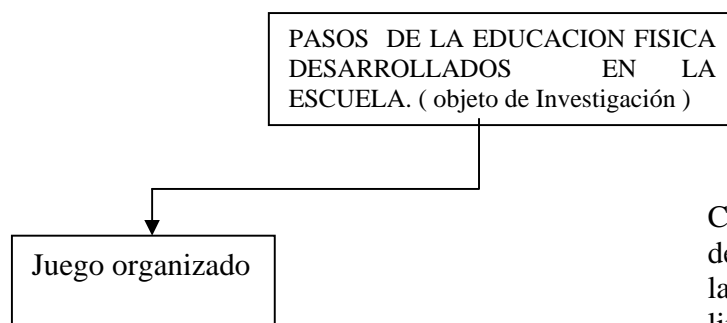 PASOS DE LA EDUCACION FISICA
DESARROLLADOS EN LA
ESCUELA. ( objeto de Investigación )
Juego organizado